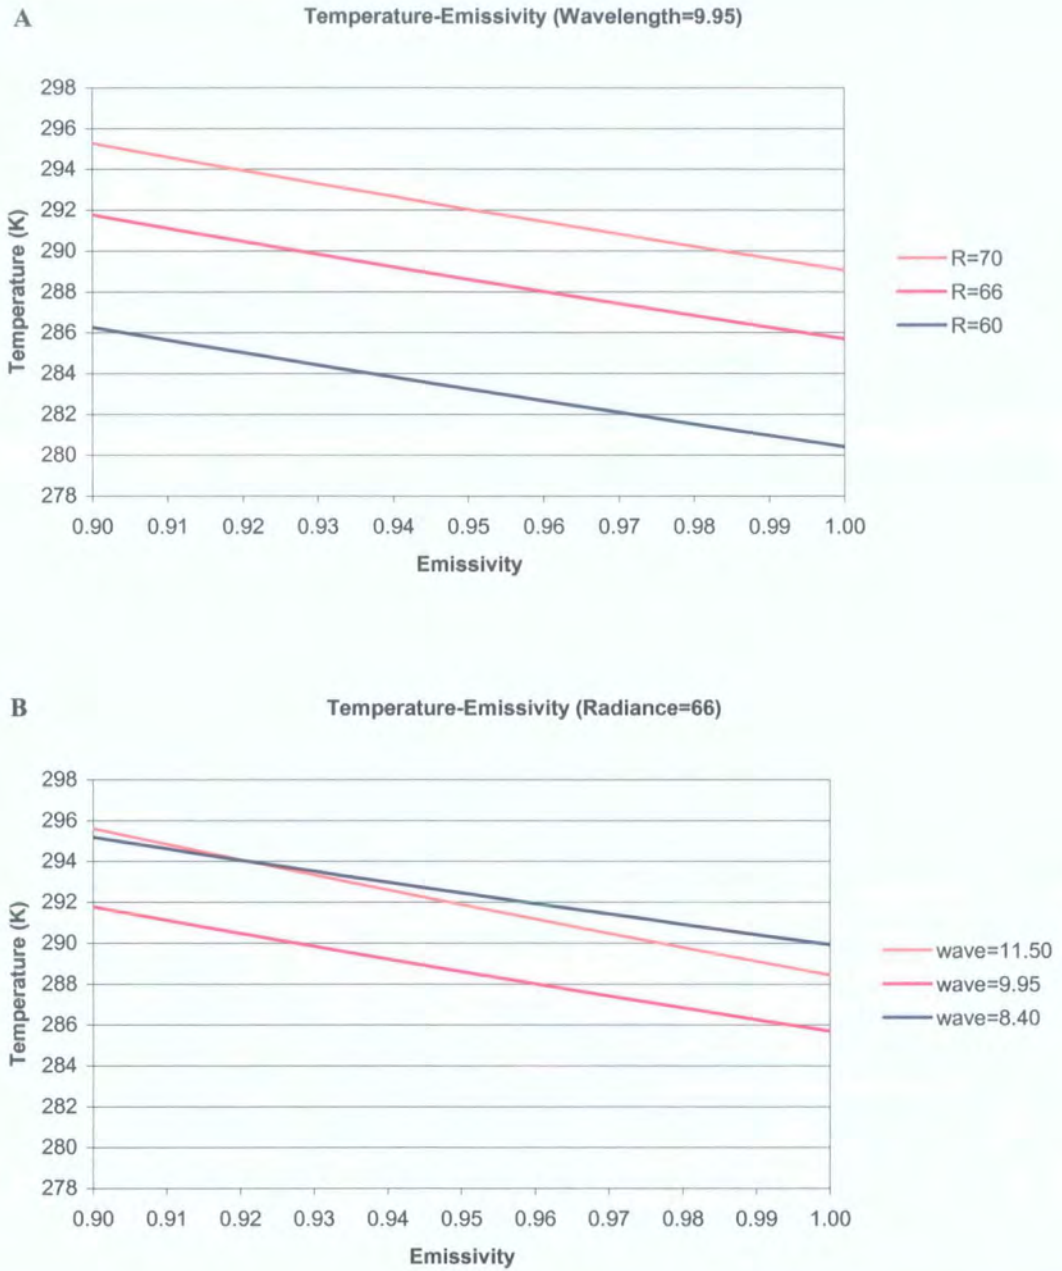 A
Temperature-Emissivity (Wavelength=9.95)
298
296
294
292
290
288
286
284
282
280
278
Temperature (K)
0.90 0.91 0.92 0.93 0.94 0.95 0.96 0.97 0.98 0.99 1.00
Emissivity
R=70
R=66
R=60
B
Temperature-Emissivity (Radiance=66)
298
296
294
292
290
288
286
284
282
280
278
Temperature (K)
0.90 0.91 0.92 0.93 0.94 0.95 0.96 0.97 0.98 0.99 1.00
Emissivity
wave=11.50
wave=9.95
wave=8.40